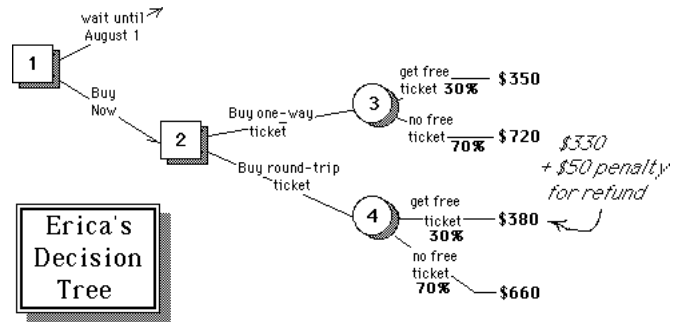 wait until
August 1
1
Buy
Now
2
Buy one-way
ticket
3
get free
ticket 30%
$350
no free
ticket 70%
$720
$330
+ $50 penalty
for refund
Buy round-trip
ticket
4
get free
ticket
30%
$380
no free
ticket
70%
$660
Erica's
Decision
Tree